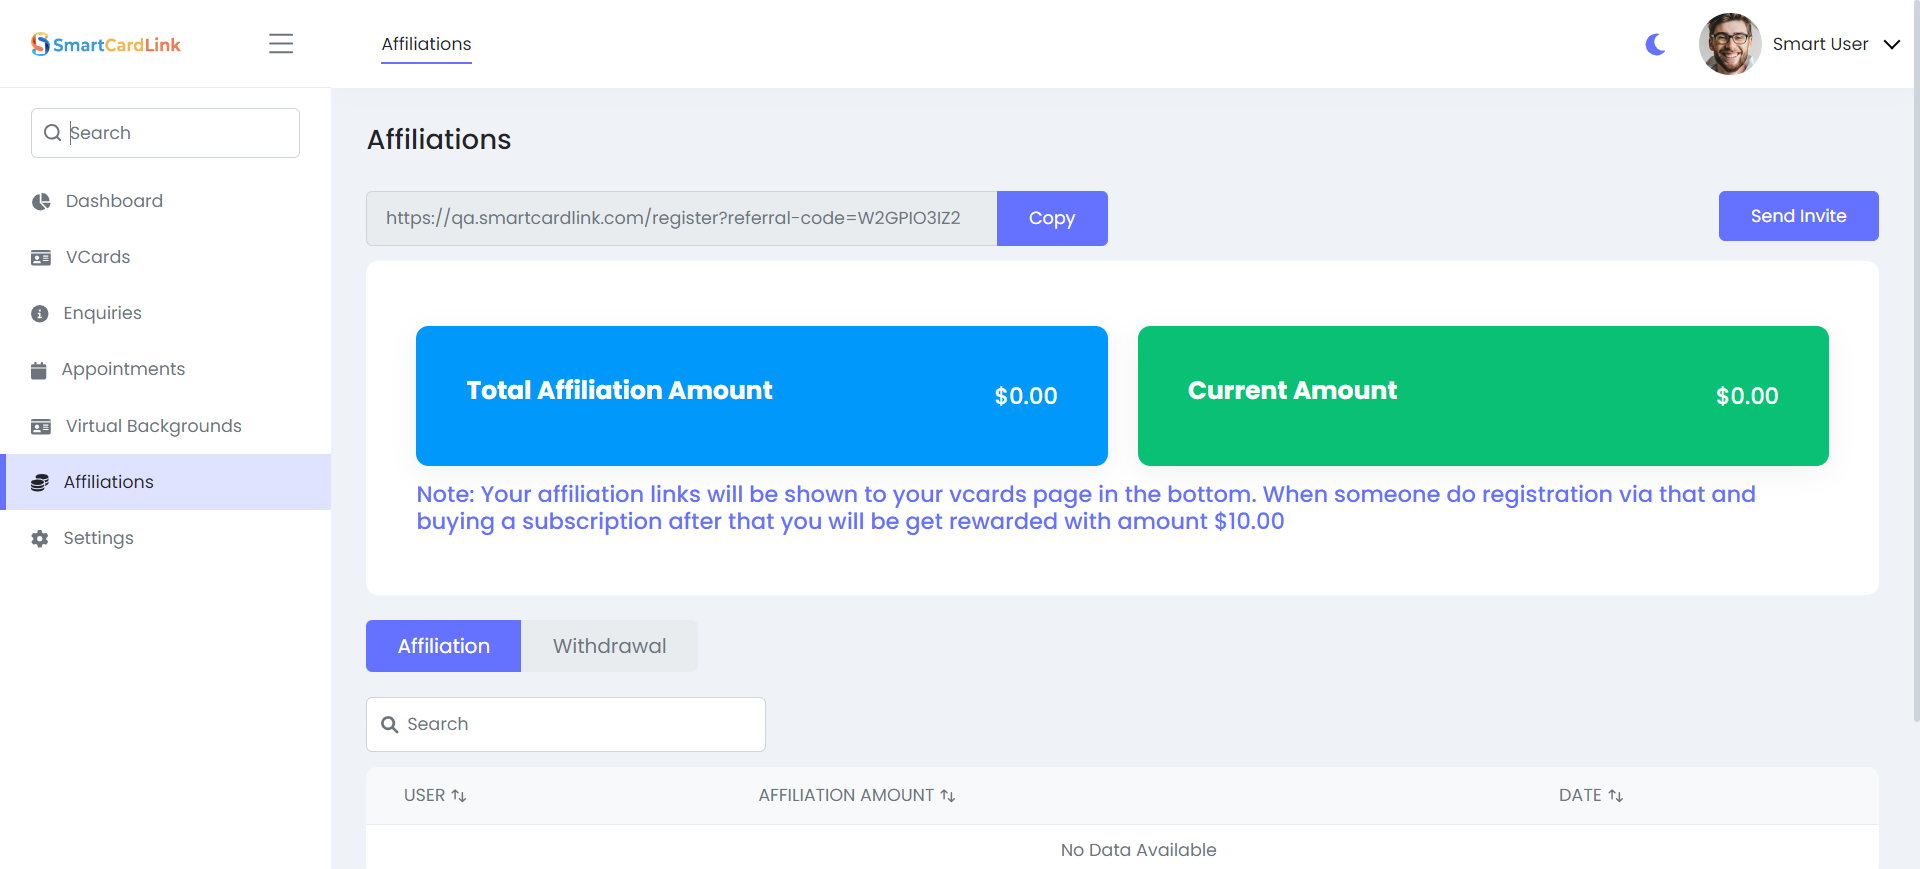 SmartCardLink
Affiliations
Smart User
Search
Dashboard
VCards
Enquiries
Appointments
Virtual Backgrounds
Affiliations
Settings
Affiliations
https://qa.smartcardlink.com/register?referral-code=W2GPIO3IZ2
Copy
Send Invite
Total Affiliation Amount
$0.00
Current Amount
$0.00
Note: Your affiliation links will be shown to your vcards page in the bottom. When someone do registration via that and
buying a subscription after that you will be get rewarded with amount $10.00
Affiliation
Withdrawal
Search
USER
AFFILIATION AMOUNT
DATE
No Data Available